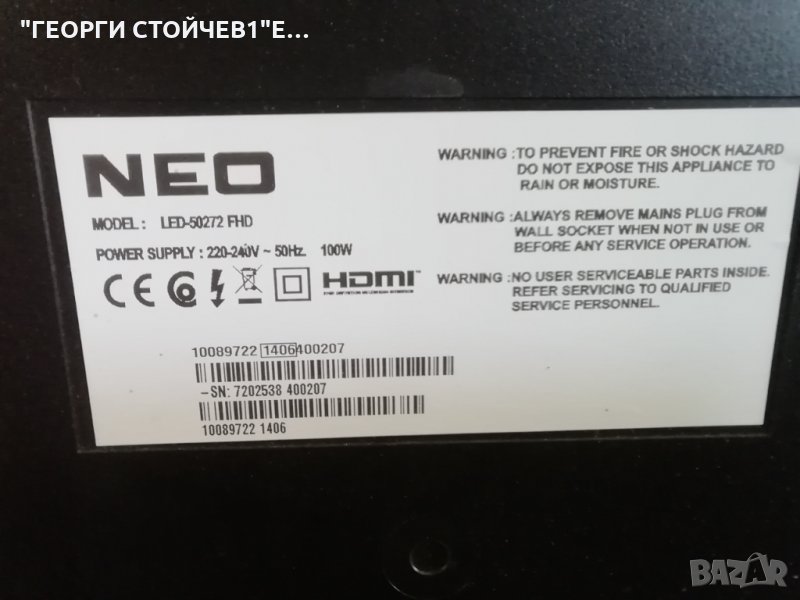 "ГЕОРГИ СТОЙЧЕВ1"Е...
NEO
MODEL : LED-50272 FHD
POWER SUPPLY : 220-240V ~ 50Hz. 100W
CE
HDMI
WARNING :TO PREVENT FIRE OR SHOCK HAZARD
DO NOT EXPOSE THIS APPLIANCE TO
RAIN OR MOISTURE.
WARNING :ALWAYS REMOVE MAINS PLUG FROM
WALL SOCKET WHEN NOT IN USE OR
BEFORE ANY SERVICE OPERATION.
WARNING :NO USER SERVICEABLE PARTS INSIDE.
REFER SERVICING TO QUALIFIED
SERVICE PERSONNEL.
10089722 1406400207
-SN: 7202538 400207
10089722 1406
BAZAR